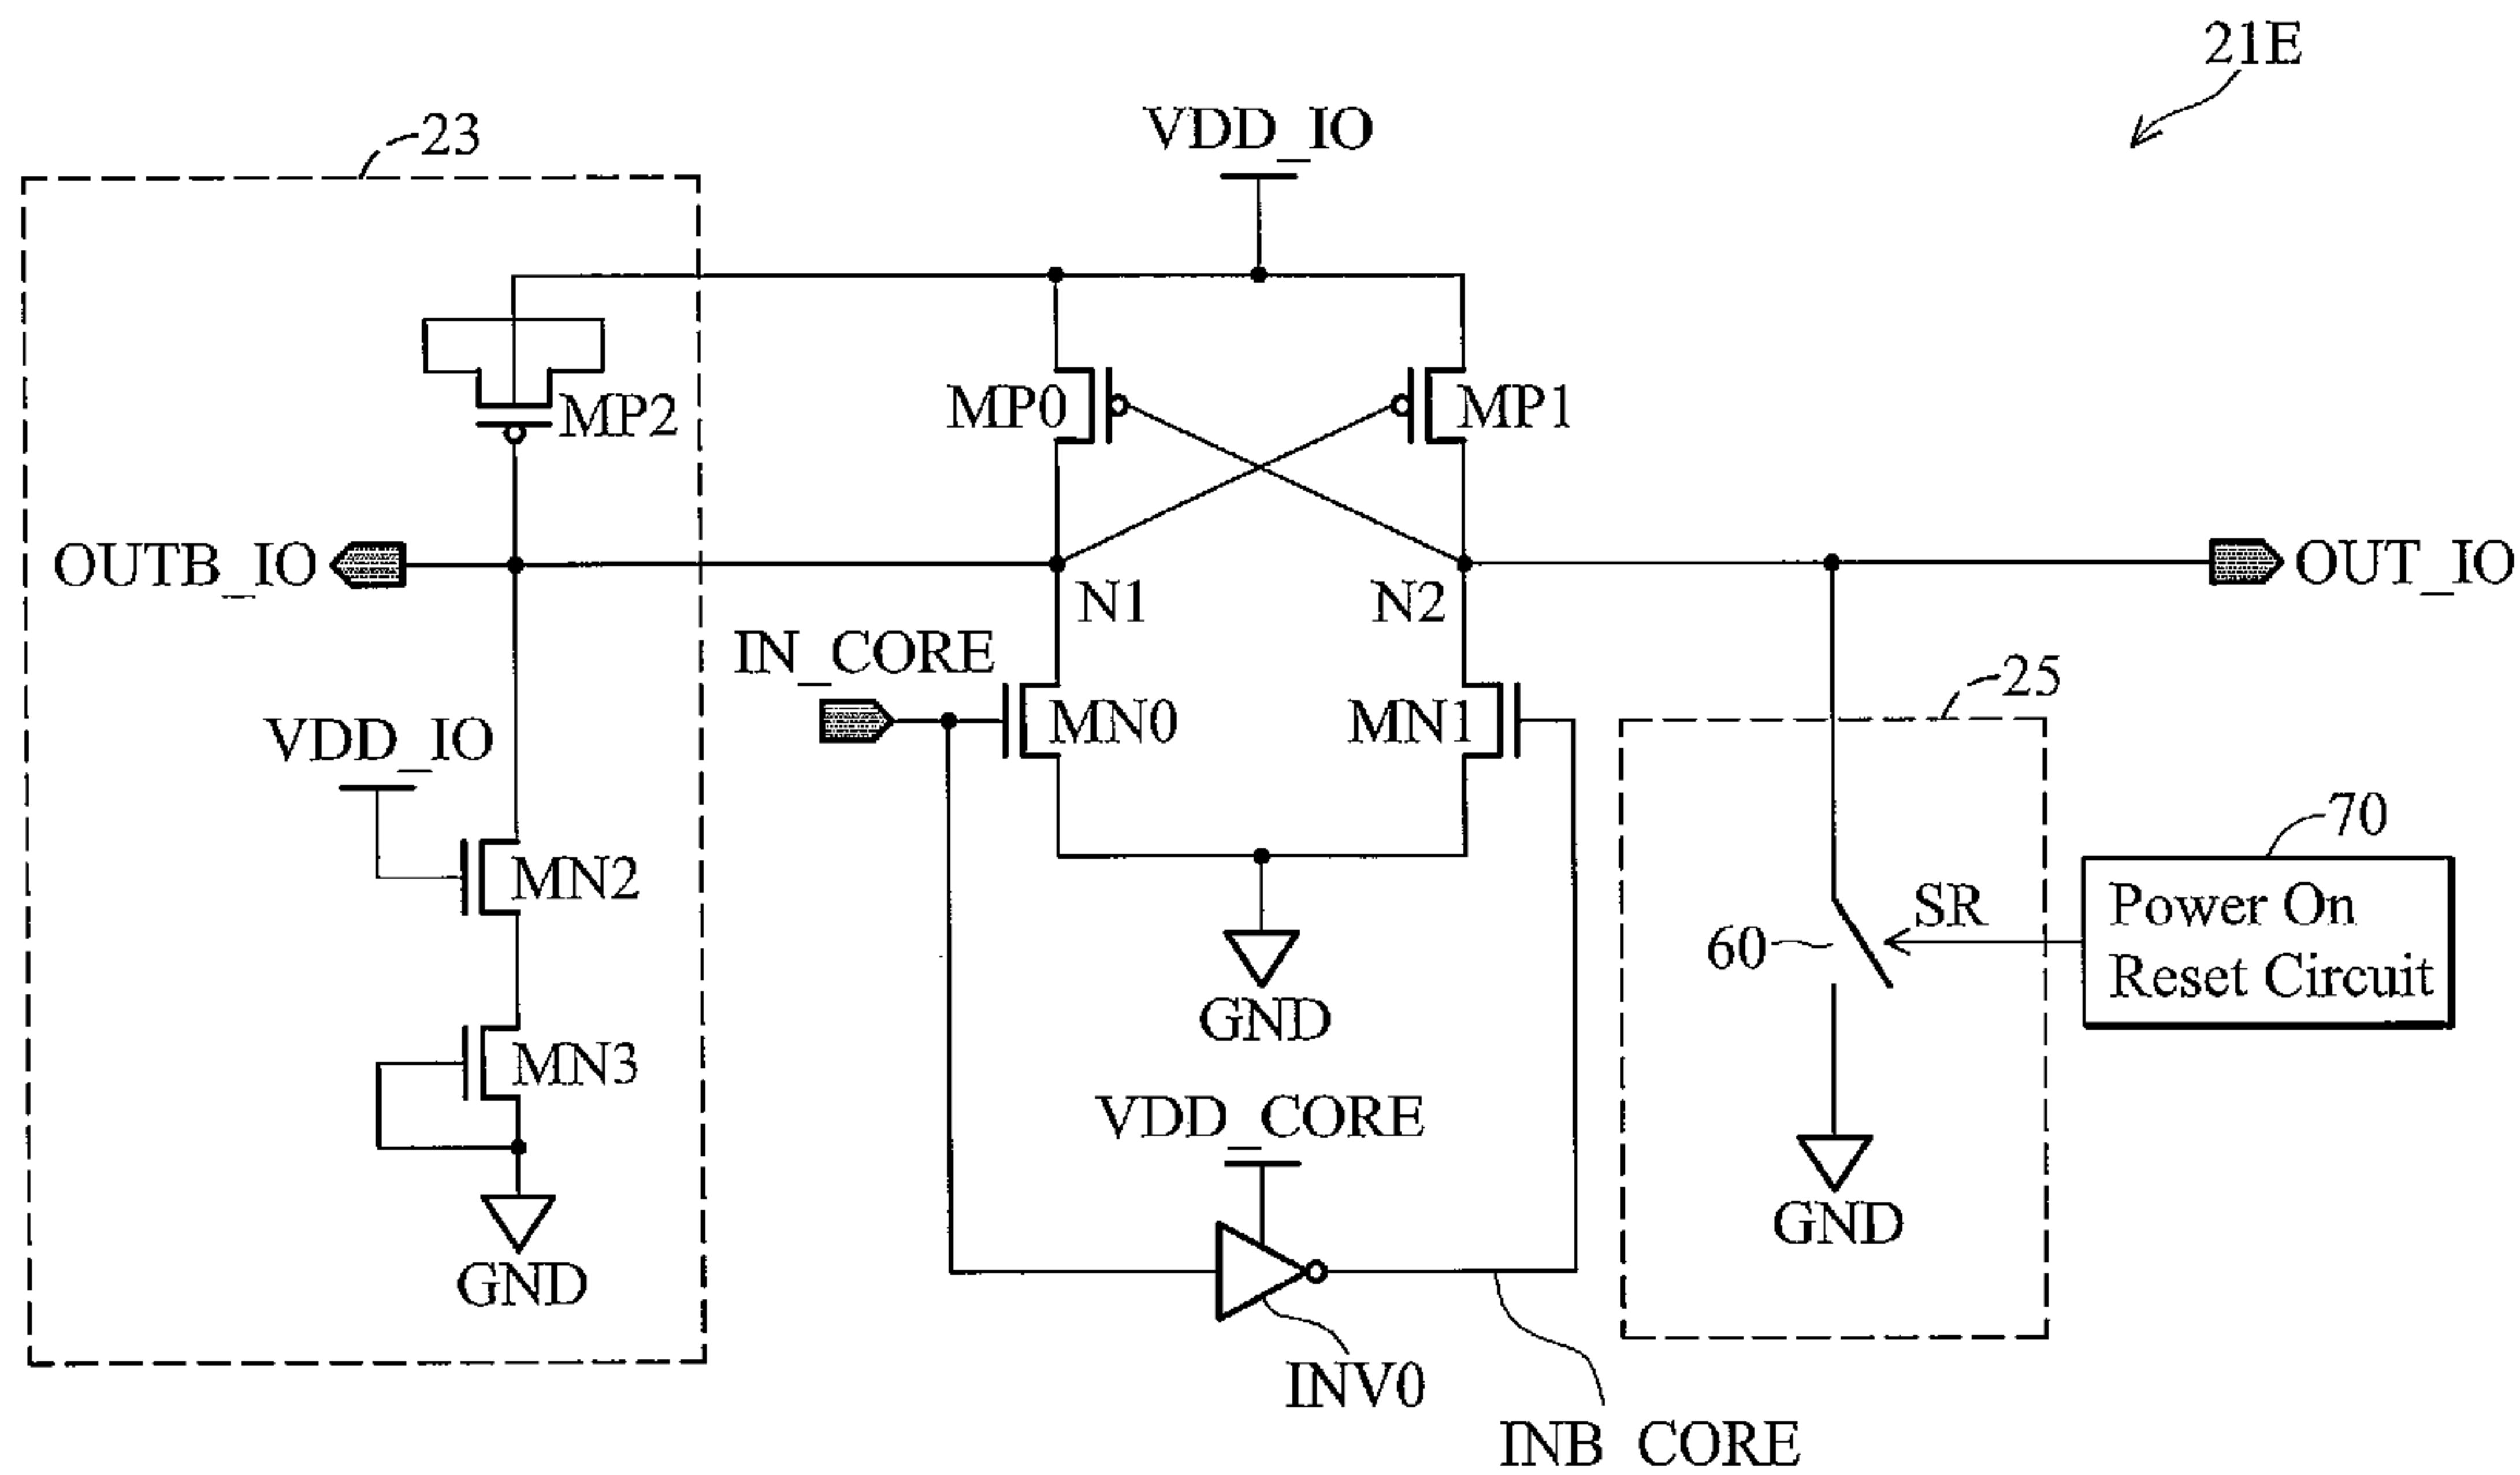 21E
23
VDD_IO
MP2
MP0
MP1
OUTB_IO
N1
N2
OUT_IO
IN_CORE
25
VDD_IO
MN0
MN1
70
MN2
SR
Power On
60
Reset Circuit
GND
MN3
VDD_CORE
GND
GND
INV0
INB_CORE